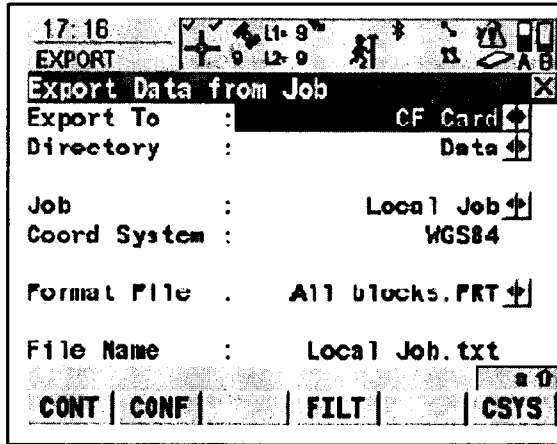 17:16
EXPORT
L1= 9
9 L2= 9
A B
Export Data from Job
Export To : CF Card
Directory : Data
Job : Local Job
Coord System : WGS84
Format File : All blocks.FRT
File Name : Local Job.txt
a
CONT CONF FILT CSYS